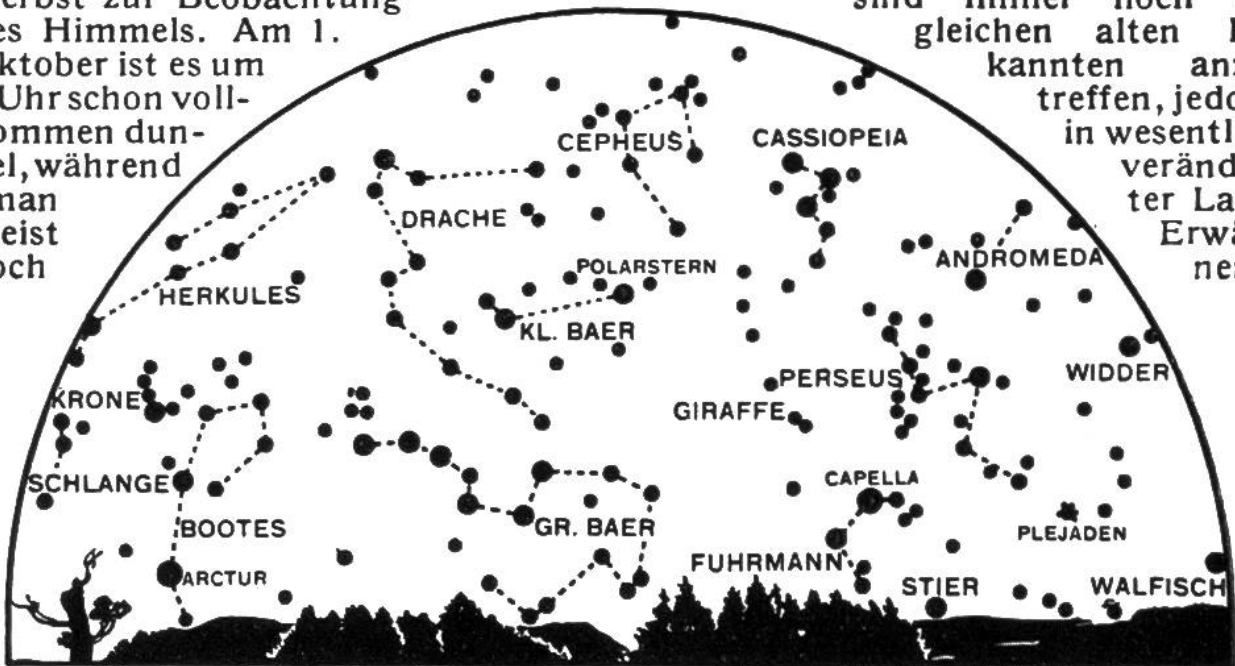 erbst zur Beobachtung
es Himmels. Am 1.
ktober ist es um
Uhr schon voll-
ommen dun-
el, während
man
eist
och
sind immer noch
gleichen alten
kannten anz
treffen, jedo
in wesentl
veränd
ter La
Erwä
ne
CEPHEUS
CASSIOPEIA
DRACHE
ANDROMEDA
POLARSTERN
HERKULES
KL. BAER
WIDDER
PERSEUS
KRONE
GIRAFFE
CAPELLA
SCHLANGE
BOOTES
GR. BAER
PLEJADEN
FUHRMANN
ARCTUR
STIER
WALFISCH